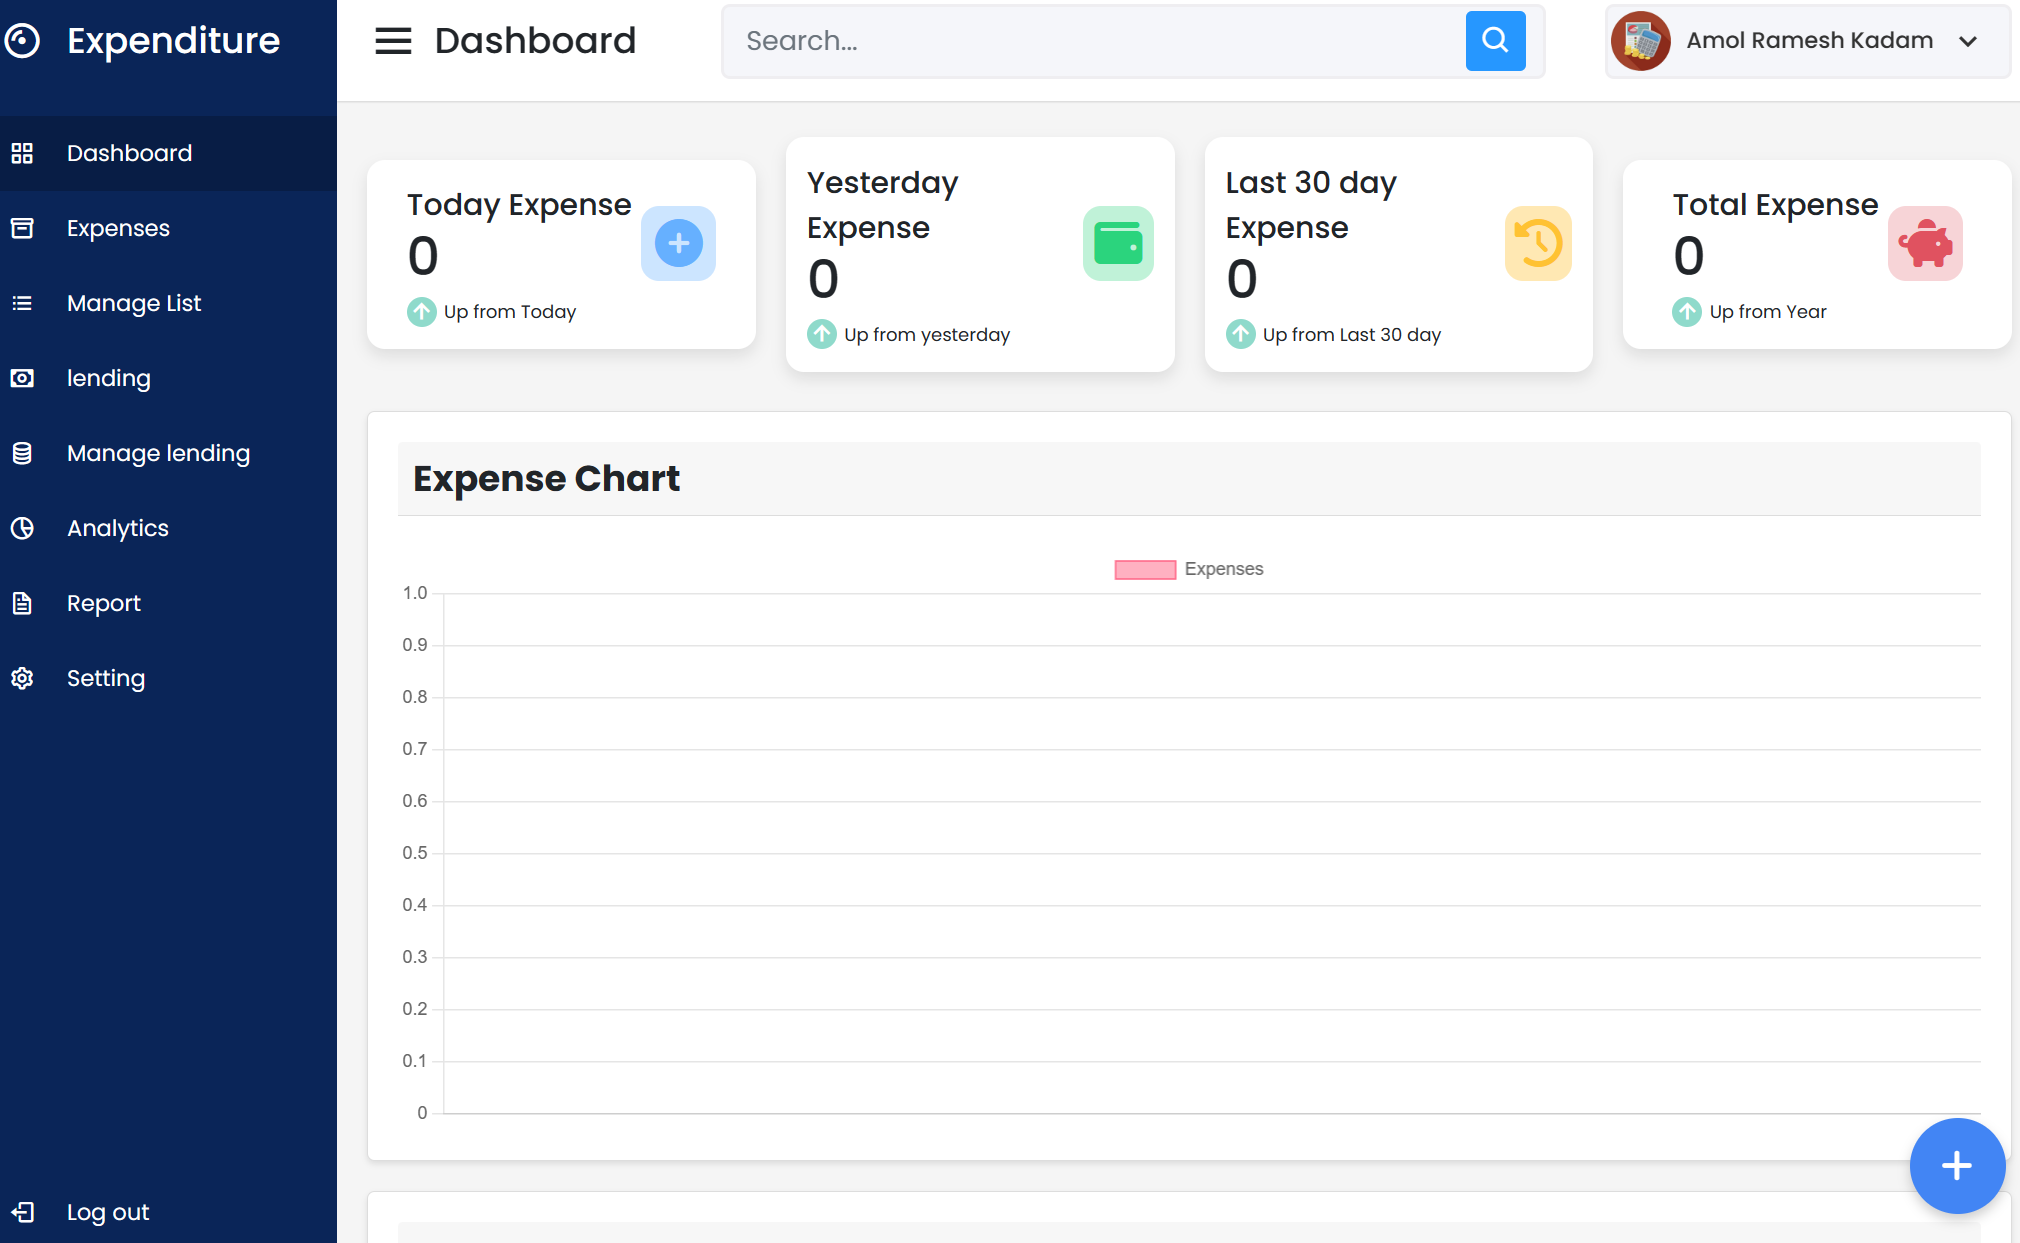 Expenditure
Dashboard
Expenses
Manage List
lending
Manage lending
Analytics
Report
Setting
Log out
Dashboard
Search...
Amol Ramesh Kadam
Today Expense
0
Up from Today
Yesterday
Expense
0
Up from yesterday
Last 30 day
Expense
0
Up from Last 30 day
Total Expense
0
Up from Year
Expense Chart
Expenses
1.0
0.9
0.8
0.7
0.6
0.5
0.4
0.3
0.2
0.1
0